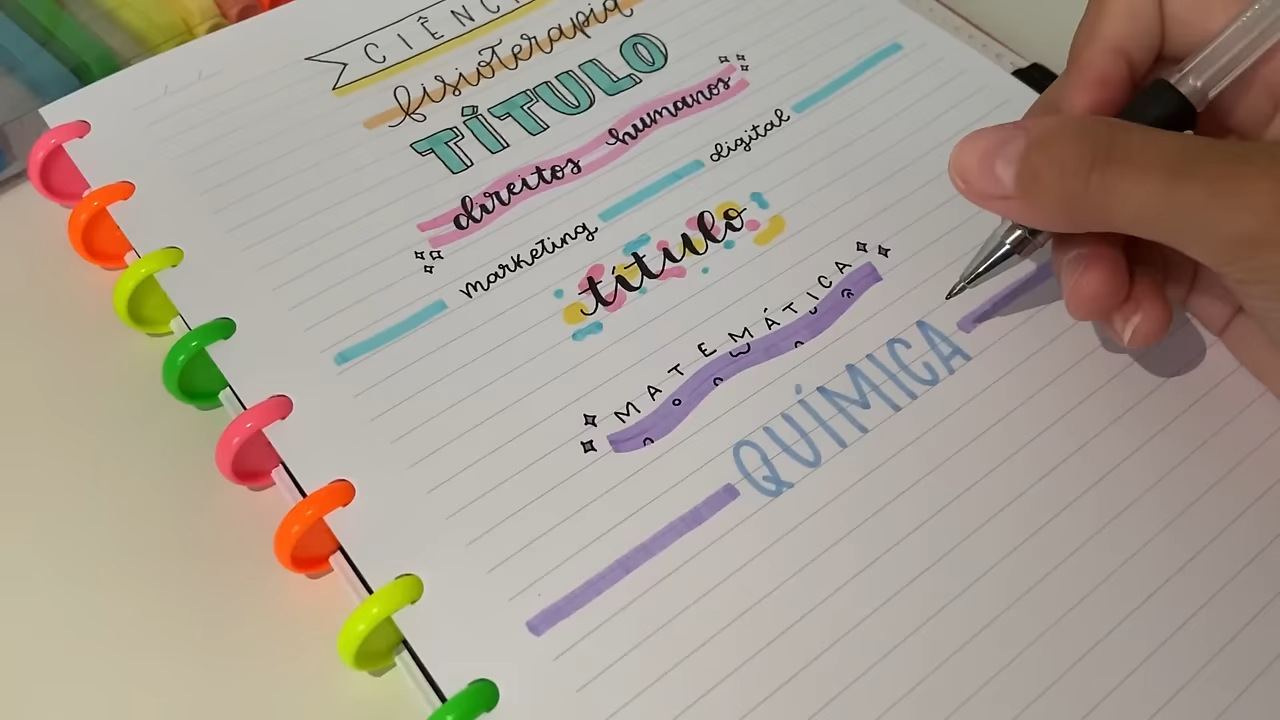 CIÊNC
fisioterapia
TÍTULO
direitos humanos
marketing digital
título
MATEMÁTICA
QUÍMICA